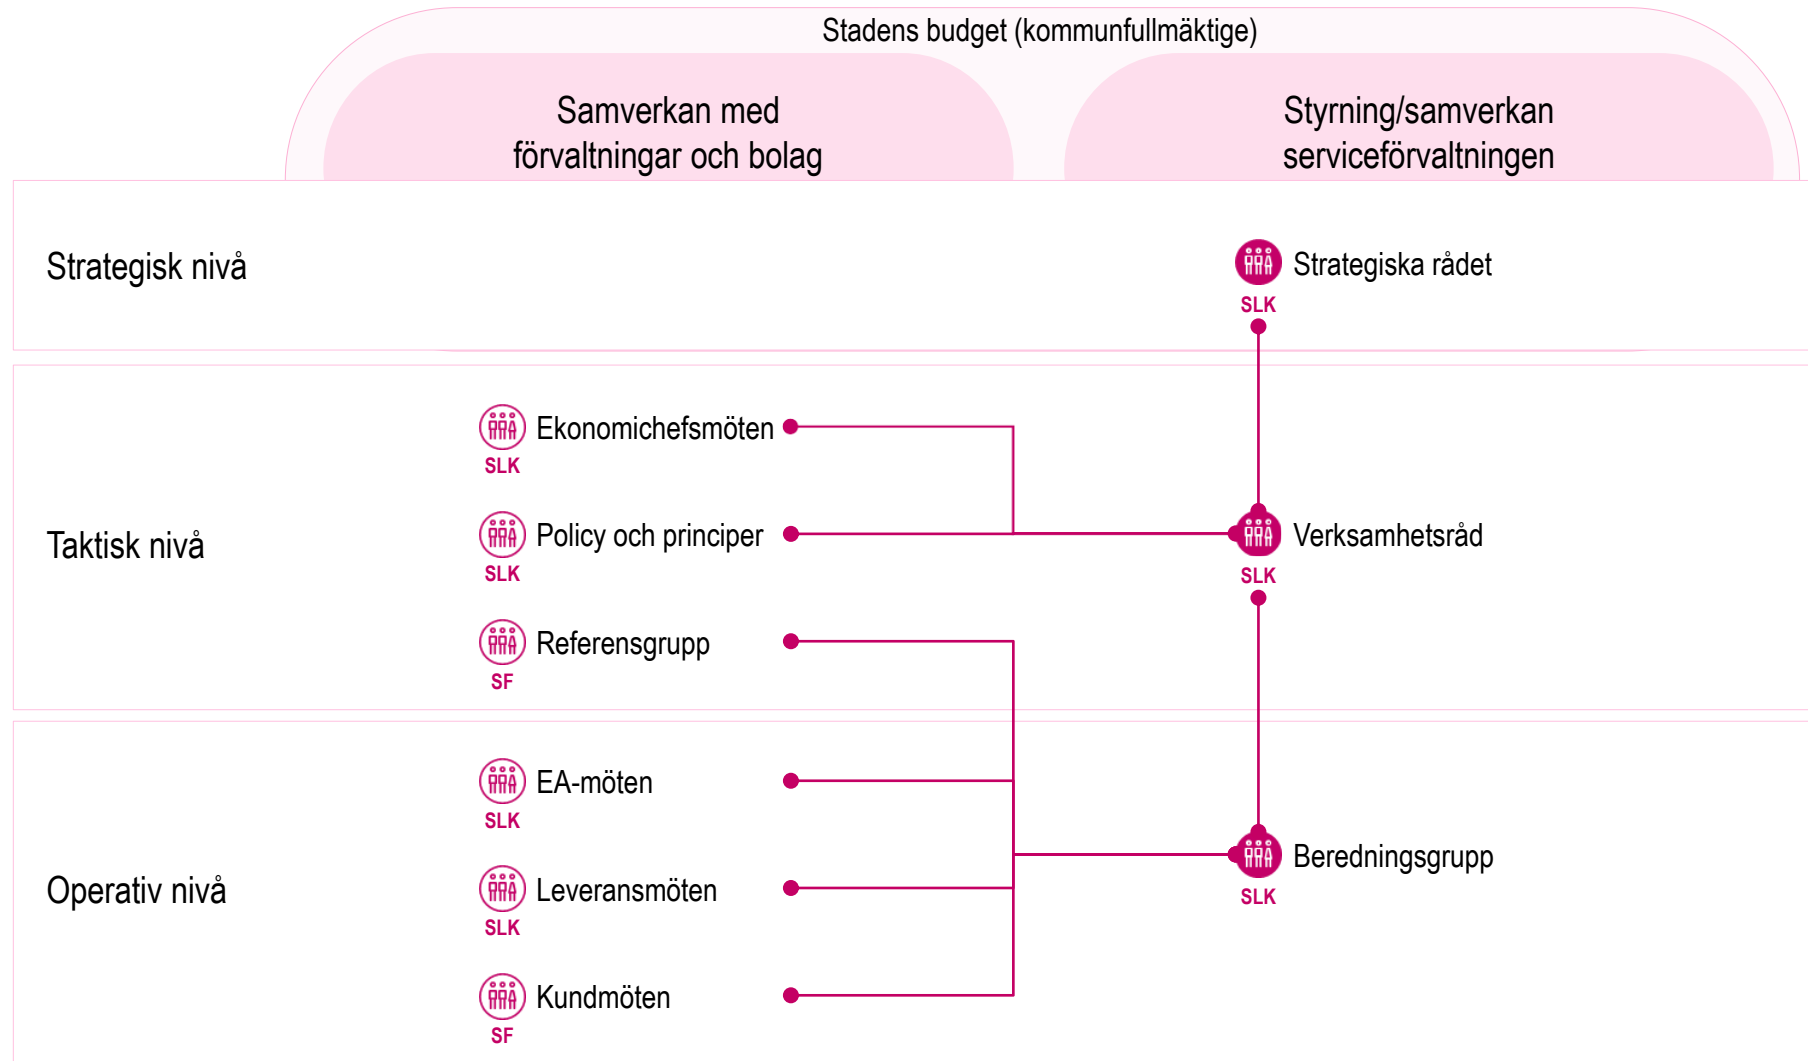 Stadens budget (kommunfullmäktige)
Samverkan med
förvaltningar och bolag
Styrning/samverkan
serviceförvaltningen
Strategisk nivå
Strategiska rådet
SLK
Taktisk nivå
Ekonomichefsmöten
SLK
Policy och principer
SLK
Referensgrupp
SF
Verksamhetsråd
SLK
Operativ nivå
EA-möten
SLK
Leveransmöten
SLK
Kundmöten
SF
Beredningsgrupp
SLK